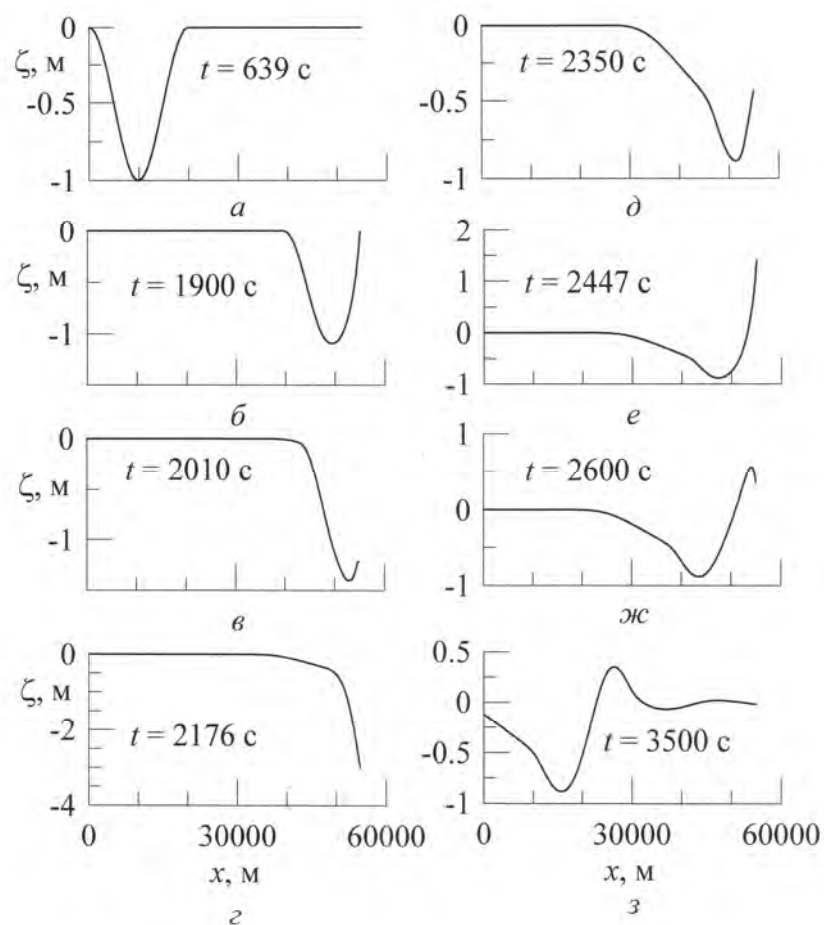 0
ζ, м
t = 639 с
-0.5
-1
а
0
ζ, м
t = 1900 с
-1
б
0
t = 2010 с
ζ, м
-1
в
0
ζ, м
-2
t = 2176 с
-4
0 30000 60000
x, м
г
0
t = 2350 с
-0.5
-1
д
2
1
t = 2447 с
0
-1
е
1
t = 2600 с
0
-1
ж
0.5
0
-0.5
t = 3500 с
-1
0 30000 60000
x, м
з